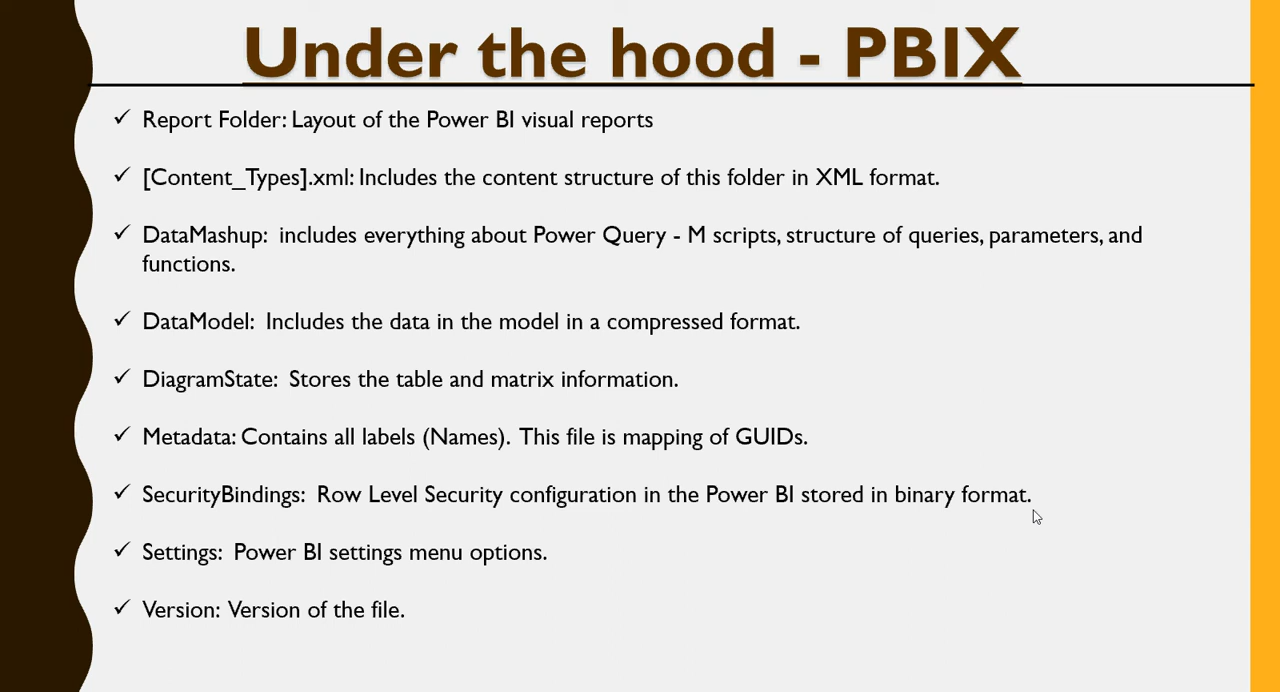 Under the hood - PBIX
✓ Report Folder: Layout of the Power BI visual reports
✓ [Content_Types].xml: Includes the content structure of this folder in XML format.
✓ DataMashup: includes everything about Power Query - M scripts, structure of queries, parameters, and
functions.
✓ DataModel: Includes the data in the model in a compressed format.
✓ DiagramState: Stores the table and matrix information.
✓ Metadata: Contains all labels (Names). This file is mapping of GUIDs.
✓ SecurityBindings: Row Level Security configuration in the Power BI stored in binary format.
✓ Settings: Power BI settings menu options.
✓ Version: Version of the file.